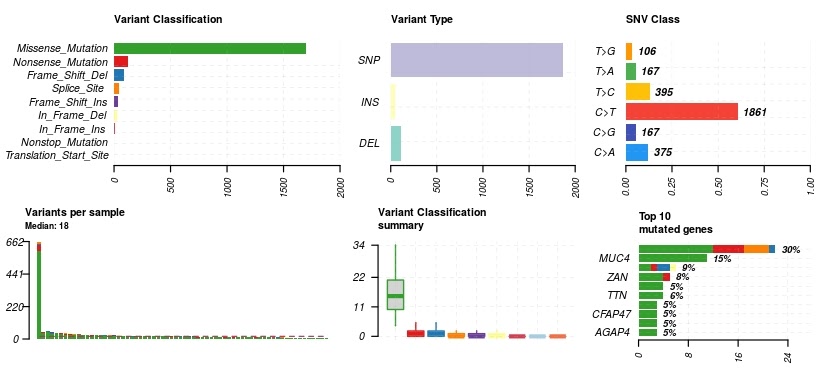 Variant Classification
Missense_Mutation
Nonsense_Mutation
Frame_Shift_Del
Splice_Site
Frame_Shift_Ins
In_Frame_Del
In_Frame_Ins
Nonstop_Mutation
Translation_Start_Site
0 500 1000 1500 2000
Variant Type
SNP
INS
DEL
0 500 1000 1500 2000
SNV Class
T>G 106
T>A 167
T>C 395
C>T 1861
C>G 167
C>A 375
0.00 0.25 0.50 0.75 1.00
Variants per sample
Median: 18
662
441
220
0
Variant Classification
summary
34
22
11
0
Top 10
mutated genes
30%
MUC4 15%
9%
ZAN 8%
5%
TTN 6%
5%
CFAP47 5%
5%
AGAP4 5%
0 8 16 24